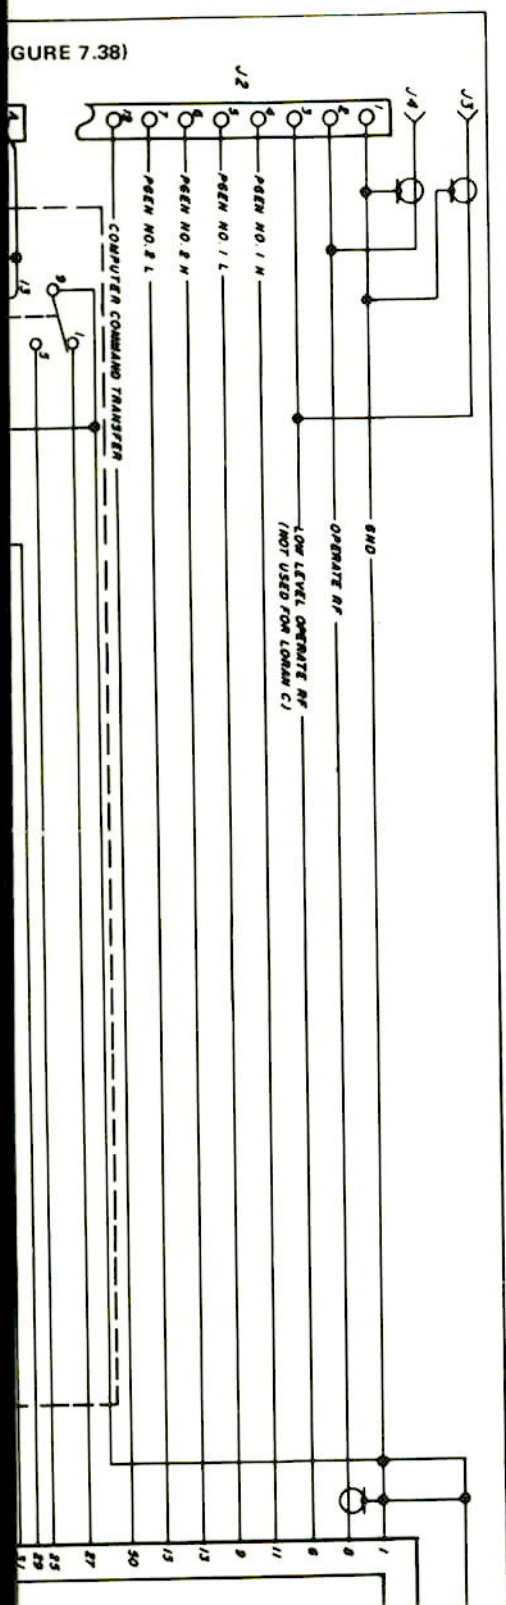 GURE 7.38)
J3
J4
J2
1
2
3
4
5
6
7
GND
OPERATE RF
LOW LEVEL OPERATE RF
(NOT USED FOR LORAN C)
PGEN NO. 1 H
PGEN NO. 1 L
PGEN NO. 2 H
PGEN NO. 2 L
COMPUTER COMMAND TRANSFER
A
13
9
1
5
1
8
6
11
9
13
15
50
27
25
29
31